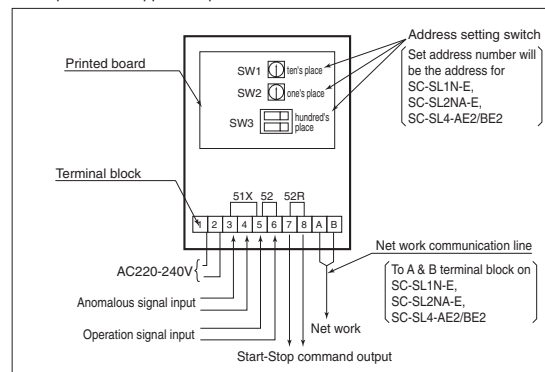 Address setting switch
Set address number will
be the address for
SC-SL1N-E,
SC-SL2NA-E,
SC-SL4-AE2/BE2
Printed board
SW1 ten's place
SW2 one's place
SW3 hundred's
place
Terminal block
51X 52 52R
1 2 3 4 5 6 7 8 A B
Net work communication line
To A & B terminal block on
SC-SL1N-E,
SC-SL2NA-E,
SC-SL4-AE2/BE2
AC220-240V
Anomalous signal input
Operation signal input
Net work
Start-Stop command output